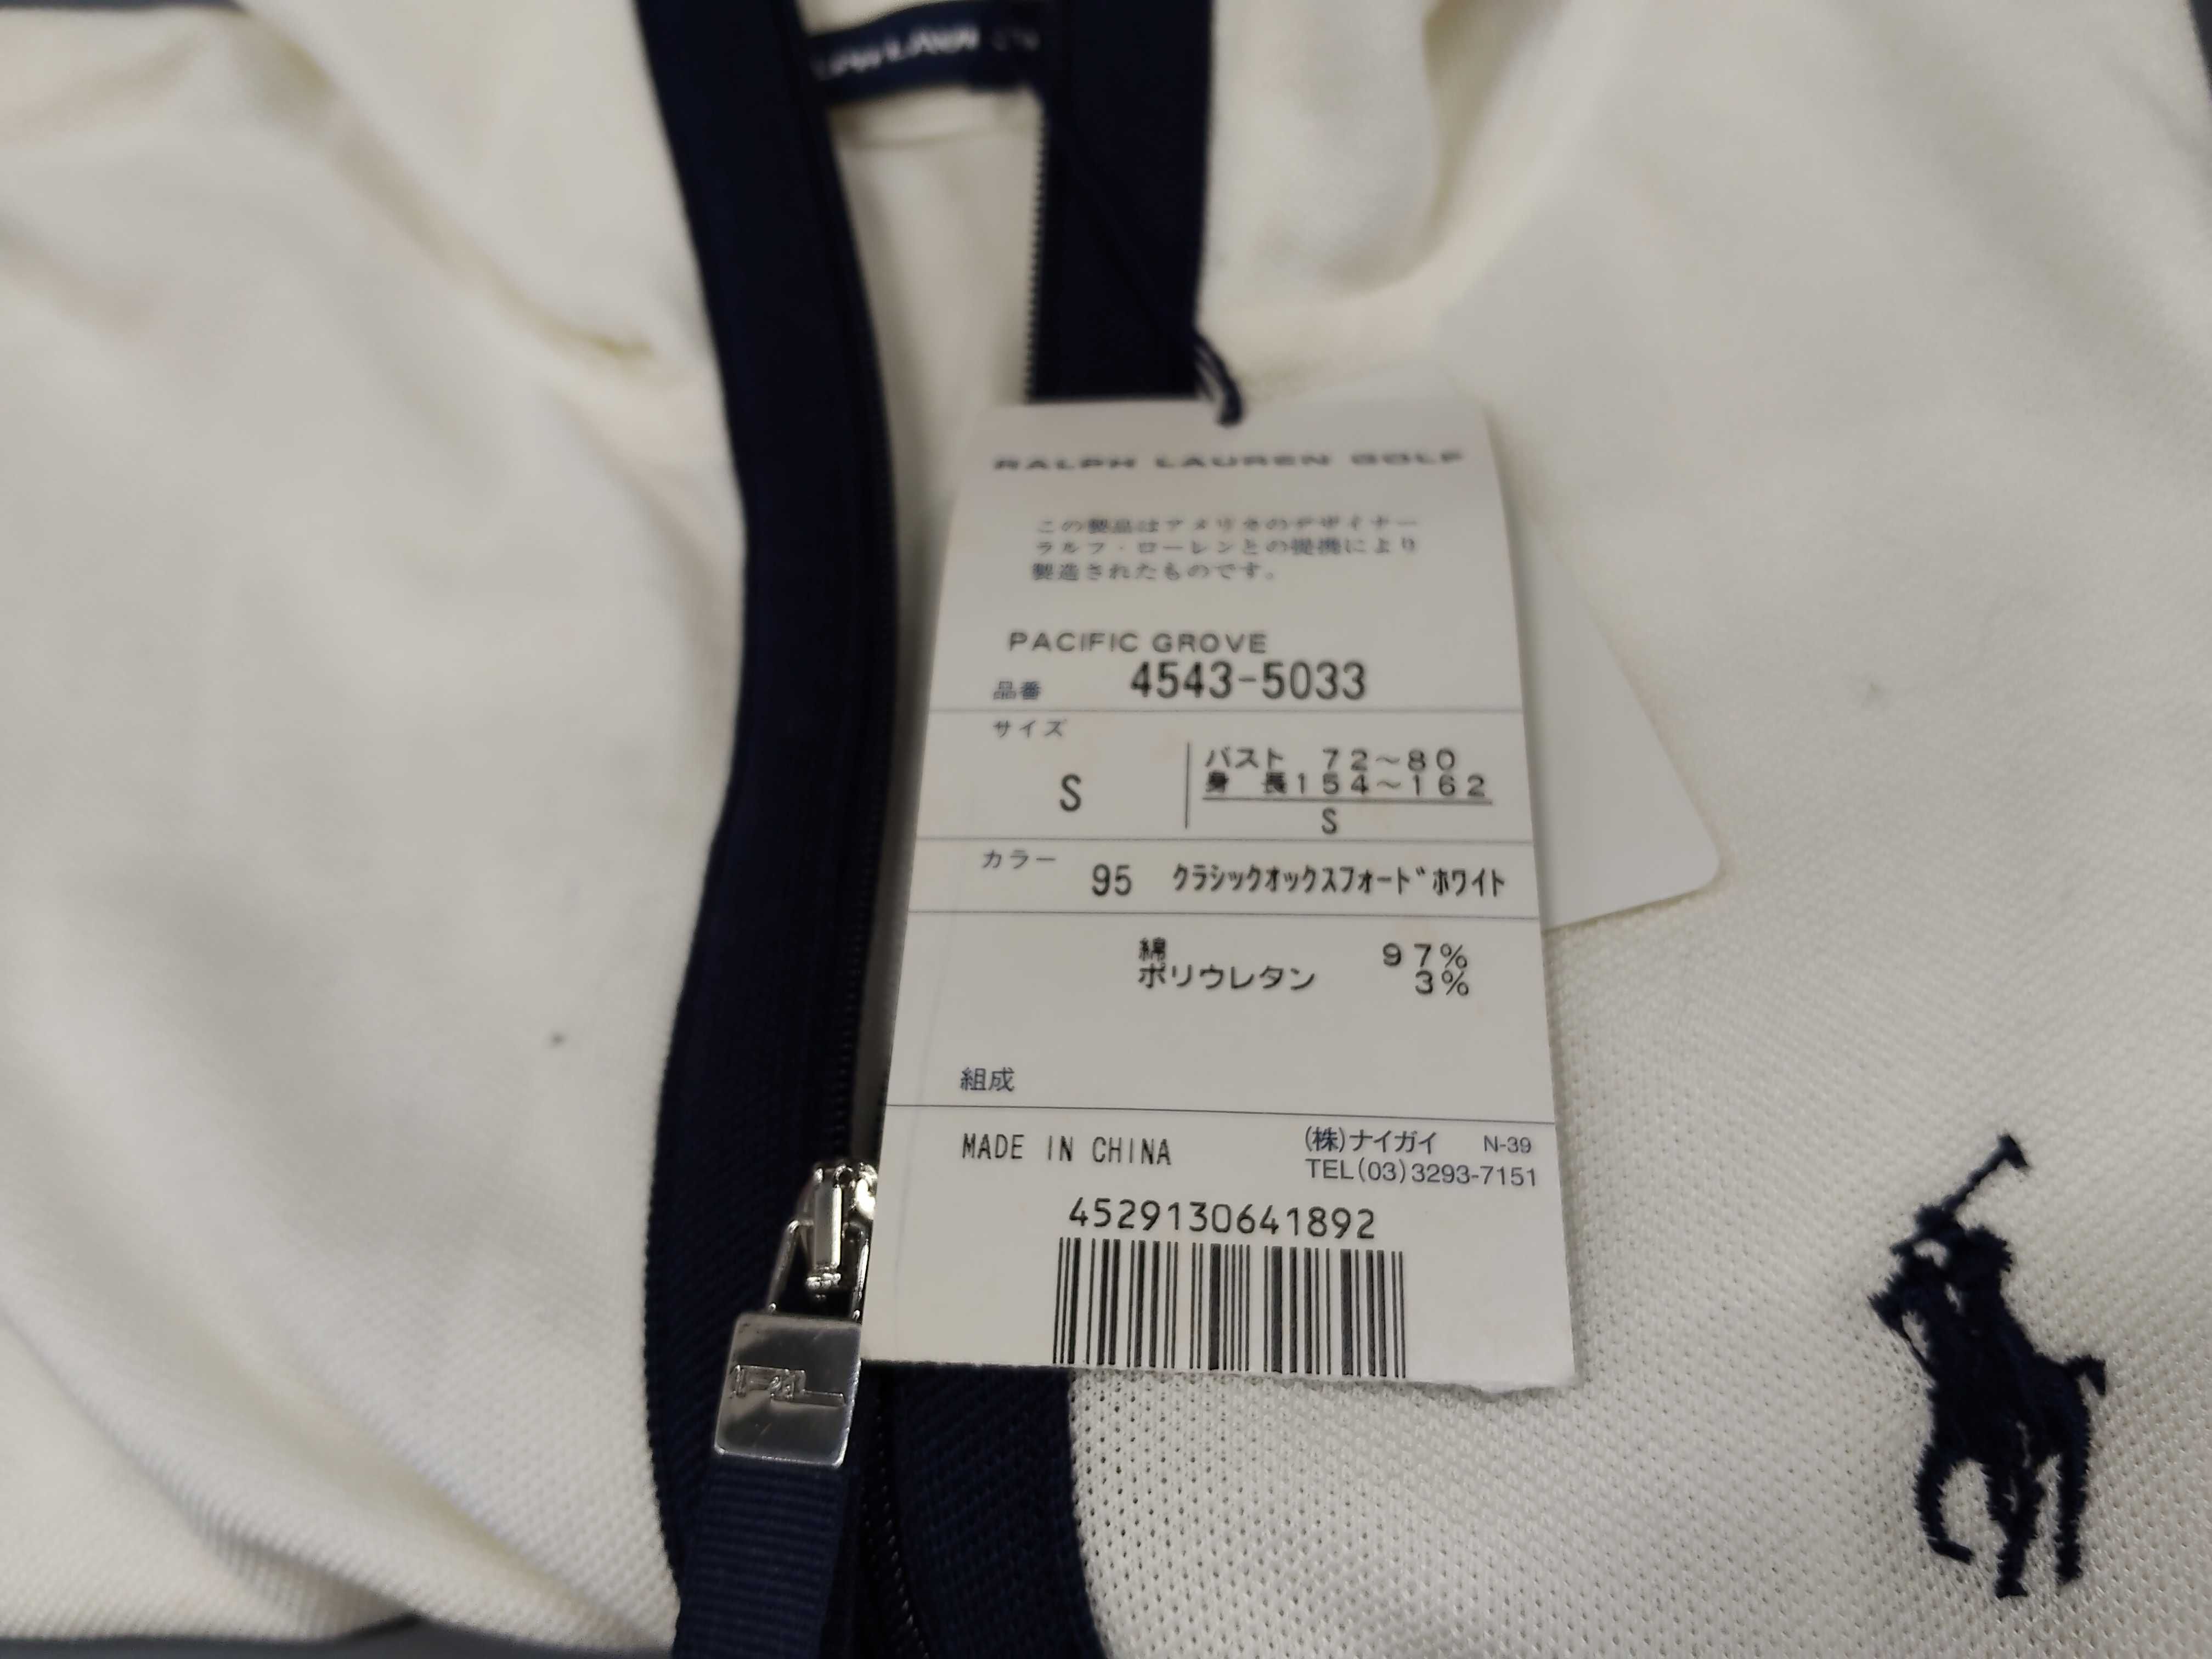 RALPH LAUREN GOLF
この製品はアメリカのデザイナー
ラルフ・ローレンとの提携により
製造されたものです。
PACIFIC GROVE
品番 4543-5033
サイズ
S
バスト 72~80
身長154~162
S
カラー 95 クラシックオックスフォードホワイト
綿 97%
ポリウレタン 3%
組成
MADE IN CHINA
(株)ナイガイ N-39
TEL(03)3293-7151
4529130641892